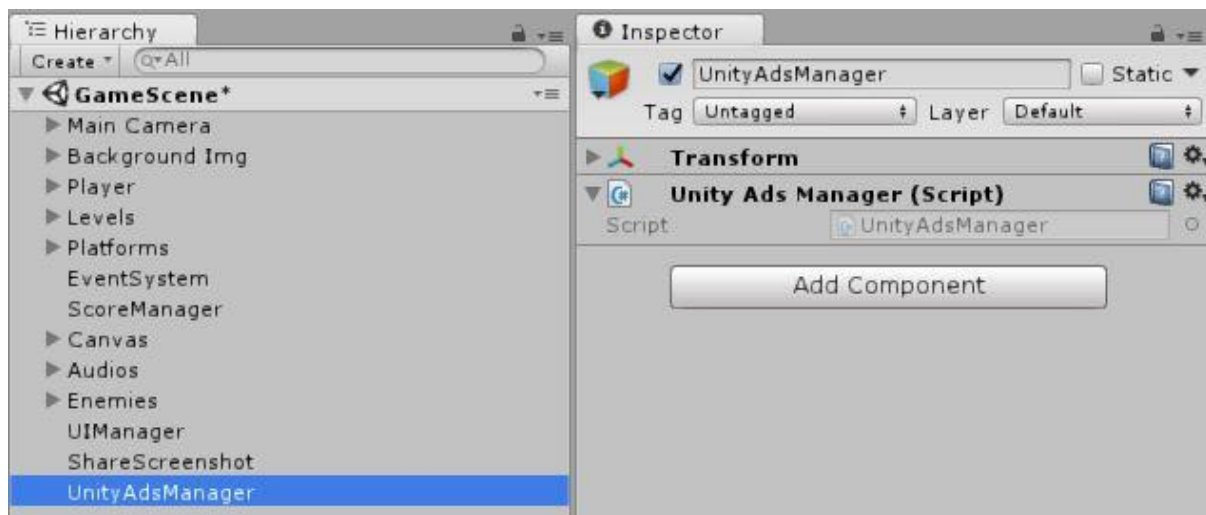 Hierarchy
Create
All
GameScene*
Main Camera
Background Img
Player
Levels
Platforms
EventSystem
ScoreManager
Canvas
Audios
Enemies
UIManager
ShareScreenshot
UnityAdsManager
Inspector
UnityAdsManager Static
Tag Untagged Layer Default
Transform
C# Unity Ads Manager (Script)
Script UnityAdsManager
Add Component